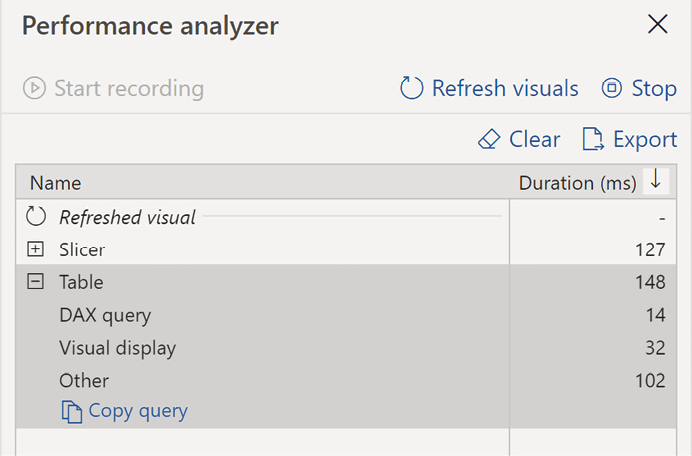 Performance analyzer
Start recording Refresh visuals Stop
Clear Export
Name Duration (ms)
Refreshed visual -
Slicer 127
Table 148
DAX query 14
Visual display 32
Other 102
Copy query